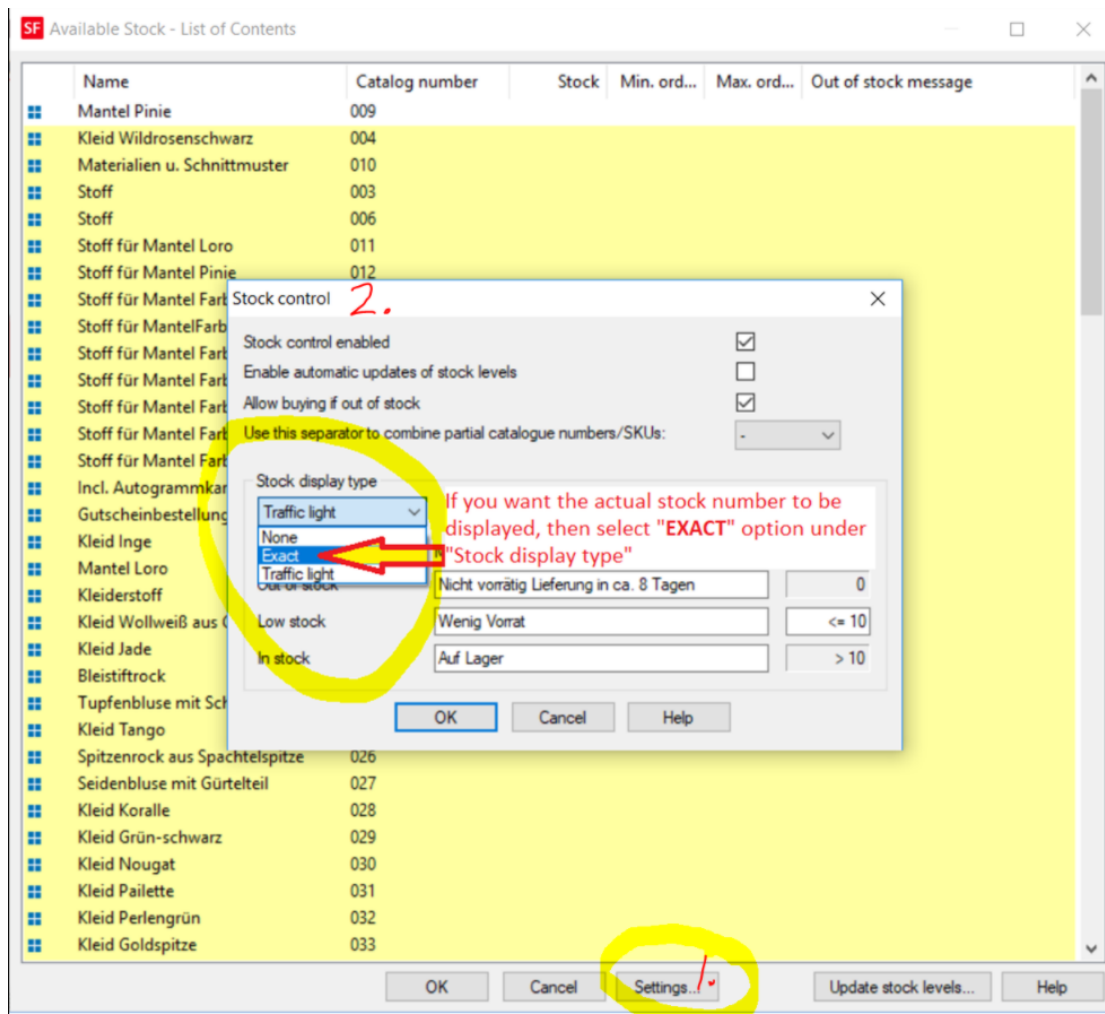 SF Available Stock - List of Contents
Name Catalog number Stock Min. ord... Max. ord... Out of stock message
Mantel Pinie 009
Kleid Wildrosenschwarz 004
Materialien u. Schnittmuster 010
Stoff 003
Stoff 006
Stoff für Mantel Loro 011
Stoff für Mantel Pinie 012
Stoff für Mantel Farb
Stoff für MantelFarb
Stoff für Mantel Farb
Stoff für Mantel Farb
Stoff für Mantel Farb
Stoff für Mantel Farb
Stoff für Mantel Farb
Incl. Autogrammkar
Gutscheinbestellung
Kleid Inge
Mantel Loro
Kleiderstoff
Kleid Wollweiß aus
Kleid Jade
Bleistiftrock
Tupfenbluse mit Sch
Kleid Tango
Spitzenrock aus Spachtelspitze 026
Seidenbluse mit Gürtelteil 027
Kleid Koralle 028
Kleid Grün-schwarz 029
Kleid Nougat 030
Kleid Pailette 031
Kleid Perlengrün 032
Kleid Goldspitze 033
Stock control 2.
Stock control enabled
Enable automatic updates of stock levels
Allow buying if out of stock
Use this separator to combine partial catalogue numbers/SKUs: -
Stock display type
Traffic light
None
Exact
Traffic light
If you want the actual stock number to be
displayed, then select "EXACT" option under
"Stock display type"
Out of stock Nicht vorrätig Lieferung in ca. 8 Tagen 0
Low stock Wenig Vorrat <= 10
In stock Auf Lager > 10
OK Cancel Help
OK Cancel Settings... 1. Update stock levels... Help